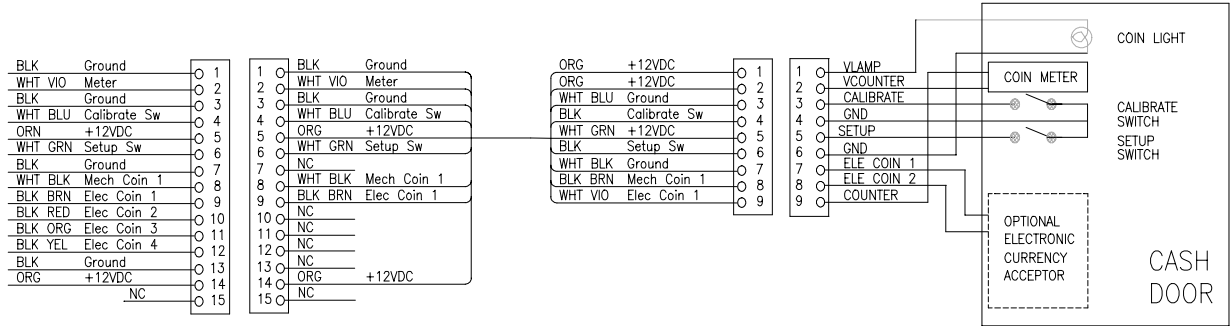 BLK Ground 1
WHT VIO Meter 2
BLK Ground 3
WHT BLU Calibrate Sw 4
ORN +12VDC 5
WHT GRN Setup Sw 6
BLK Ground 7
WHT BLK Mech Coin 1 8
BLK BRN Elec Coin 1 9
BLK RED Elec Coin 2 10
BLK ORG Elec Coin 3 11
BLK YEL Elec Coin 4 12
BLK Ground 13
ORG +12VDC 14
NC 15
1 BLK Ground
2 WHT VIO Meter
3 BLK Ground
4 WHT BLU Calibrate Sw
5 ORG +12VDC
6 WHT GRN Setup Sw
7 NC
8 WHT BLK Mech Coin 1
9 BLK BRN Elec Coin 1
10 NC
11 NC
12 NC
13 NC
14 ORG +12VDC
15 NC
ORG +12VDC 1
ORG +12VDC 2
WHT BLU Ground 3
BLK Calibrate Sw 4
WHT GRN +12VDC 5
BLK Setup Sw 6
WHT BLK Ground 7
BLK BRN Mech Coin 1 8
WHT VIO Elec Coin 1 9
1 VLAMP
2 VCOUNTER
3 CALIBRATE
4 GND
5 SETUP
6 GND
7 ELE COIN 1
8 ELE COIN 2
9 COUNTER
COIN LIGHT
COIN METER
CALIBRATE
SWITCH
SETUP
SWITCH
OPTIONAL
ELECTRONIC
CURRENCY
ACCEPTOR
CASH
DOOR